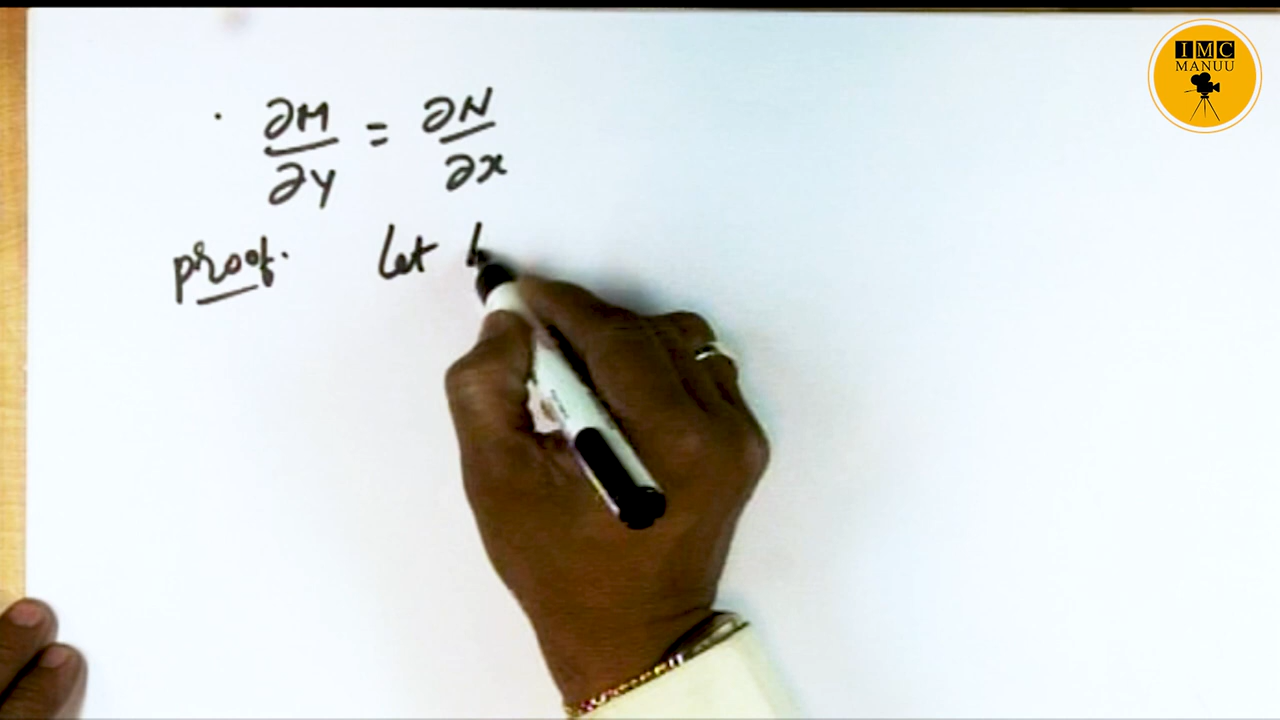 ∂M/∂y = ∂N/∂x
proof. Let
IMC
MANUU